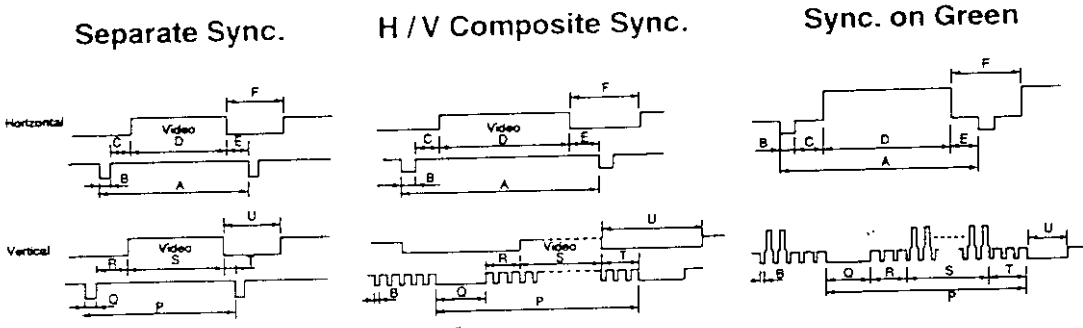 Separate Sync.
H / V Composite Sync.
Sync. on Green
Horizontal
F
Video
C D E
B
A
F
Video
C D E
B
A
F
B C D E
A
Vertical
U
Video
R S T
Q
P
U
Video
R S T
B Q
P
U
B Q R S T
P